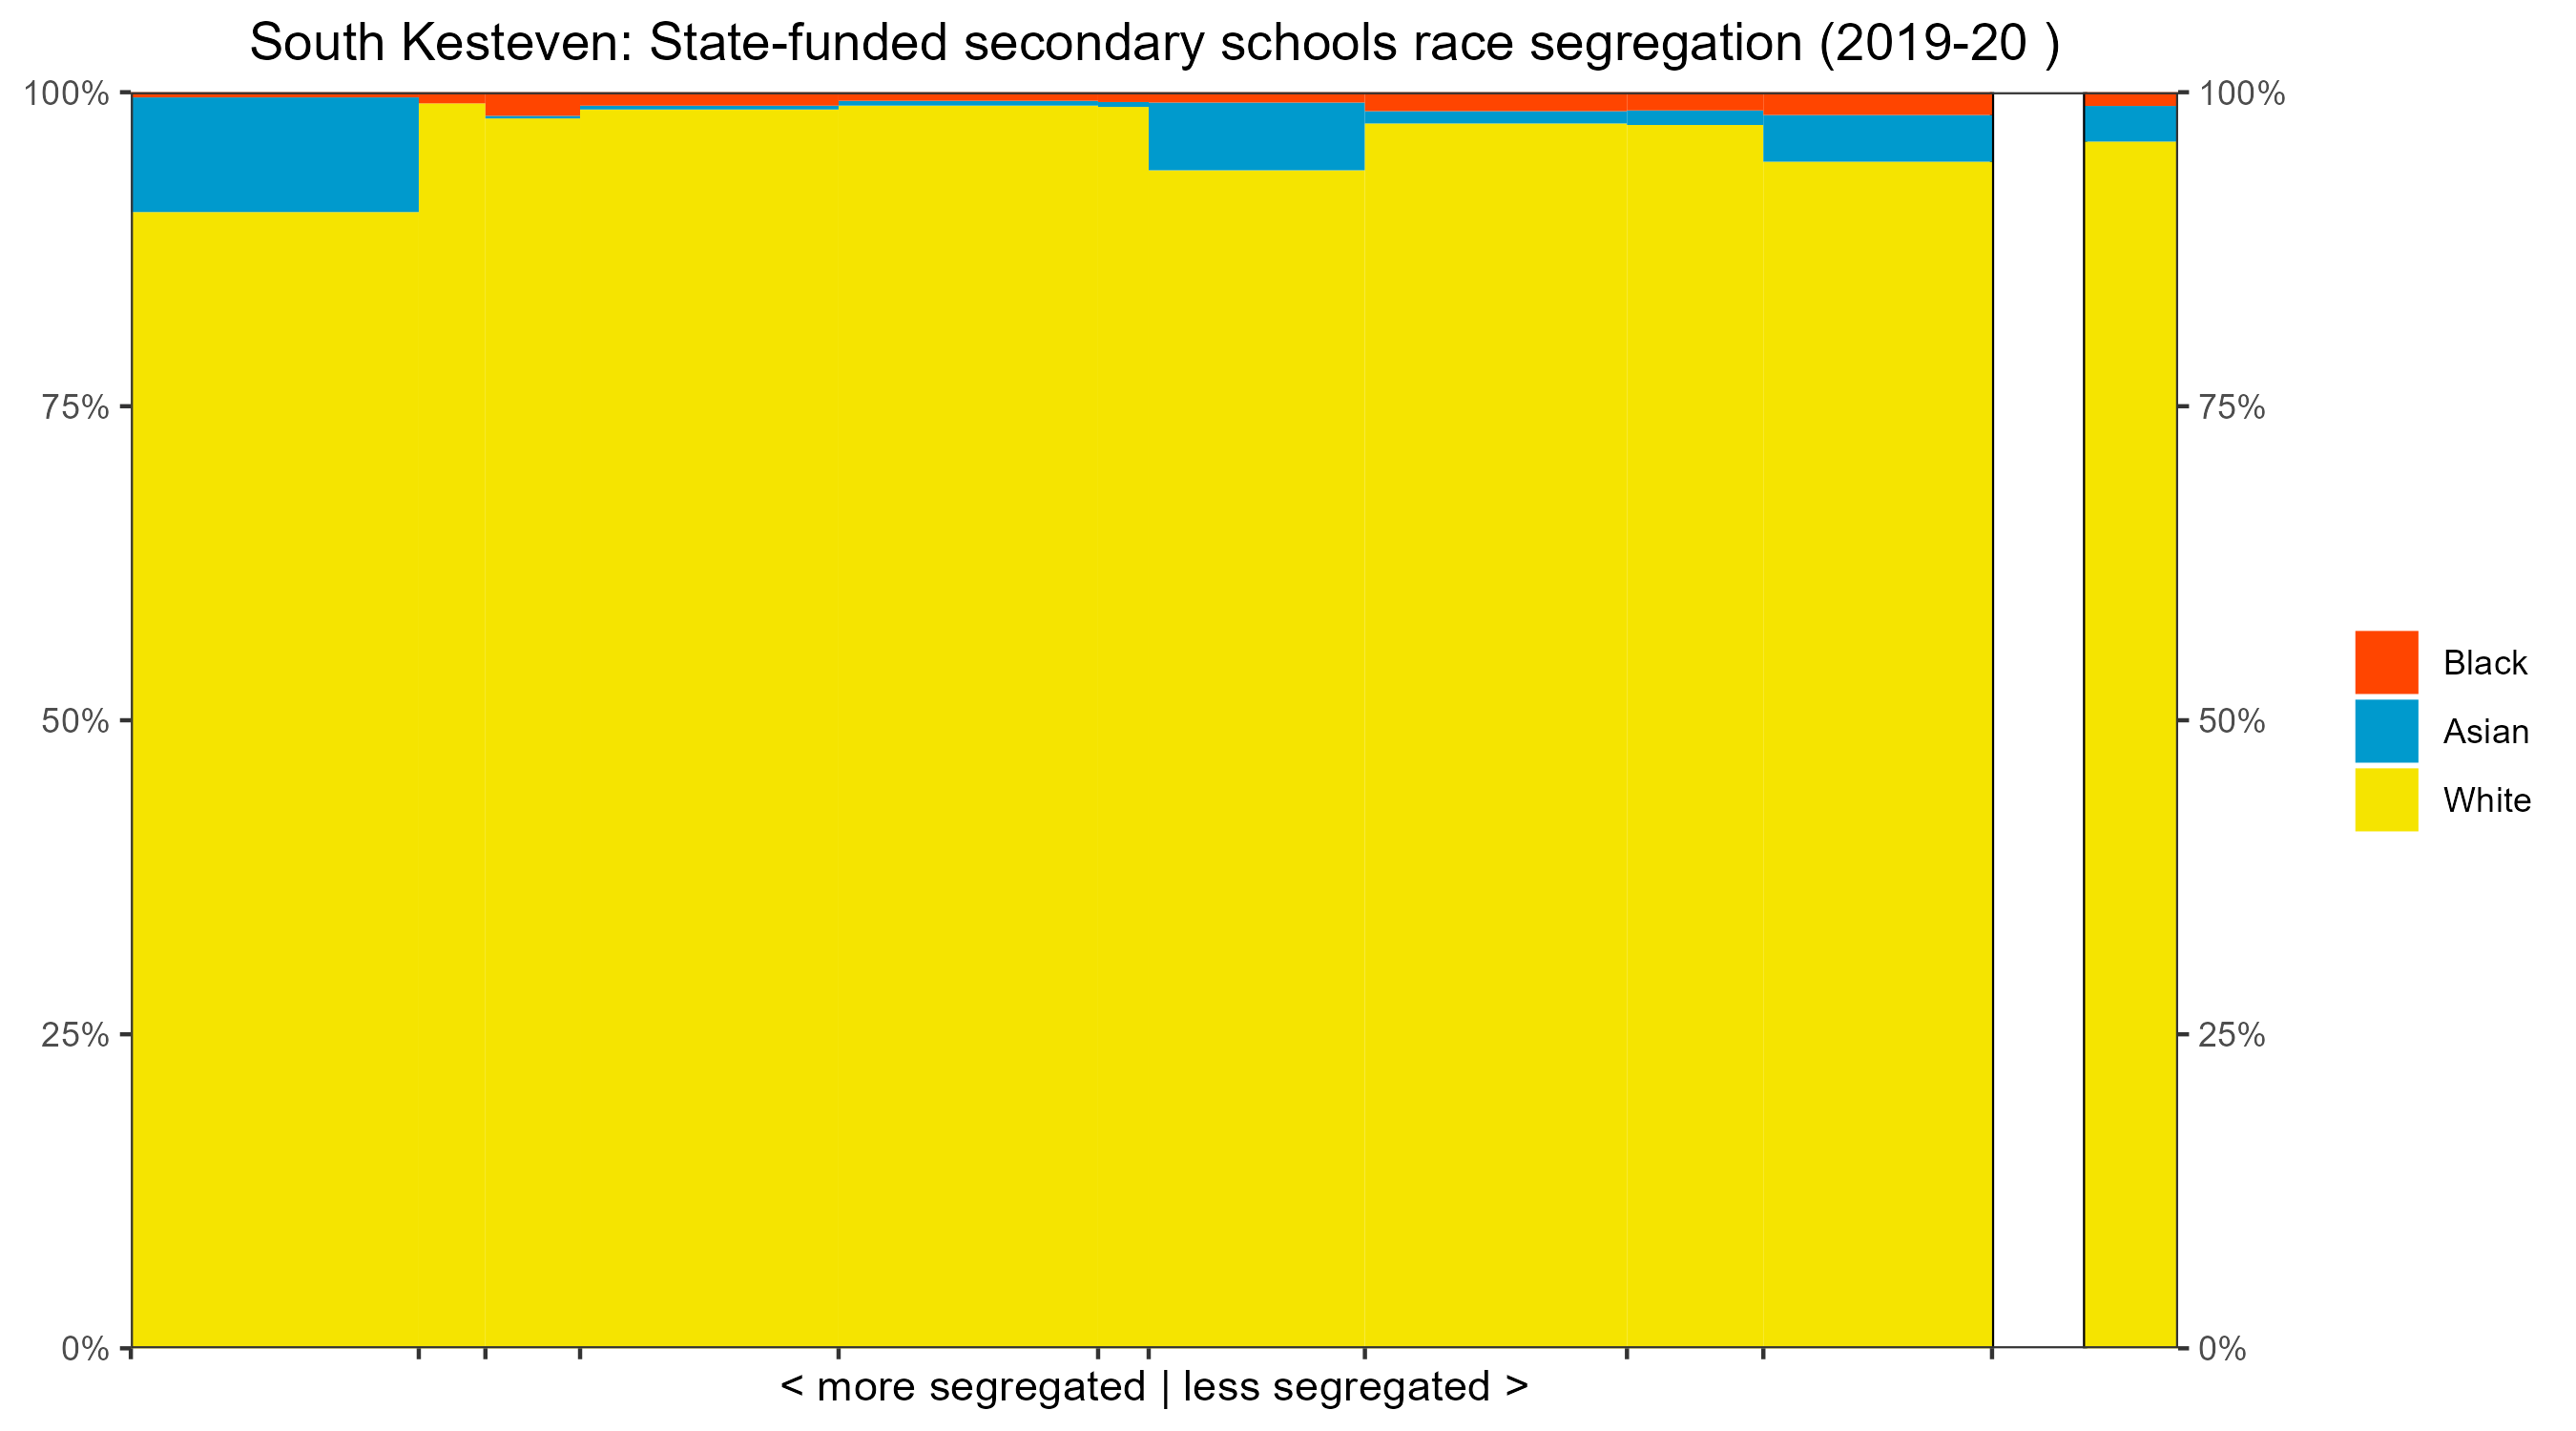 South Kesteven: State-funded secondary schools race segregation (2019-20 )
100%
75%
50%
25%
0%
100%
75%
50%
25%
0%
< more segregated | less segregated >
Black
Asian
White